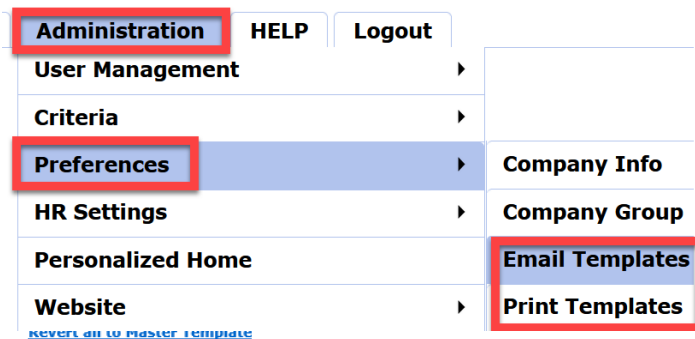 Administration HELP Logout
User Management
Criteria
Preferences Company Info
HR Settings Company Group
Personalized Home Email Templates
Website Print Templates
Revert all to Master Template